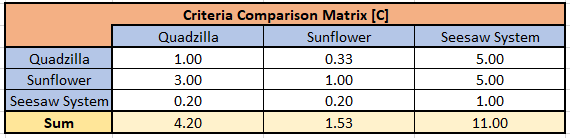 Criteria Comparison Matrix [C]
Quadzilla Sunflower Seesaw System
Quadzilla 1.00 0.33 5.00
Sunflower 3.00 1.00 5.00
Seesaw System 0.20 0.20 1.00
Sum 4.20 1.53 11.00